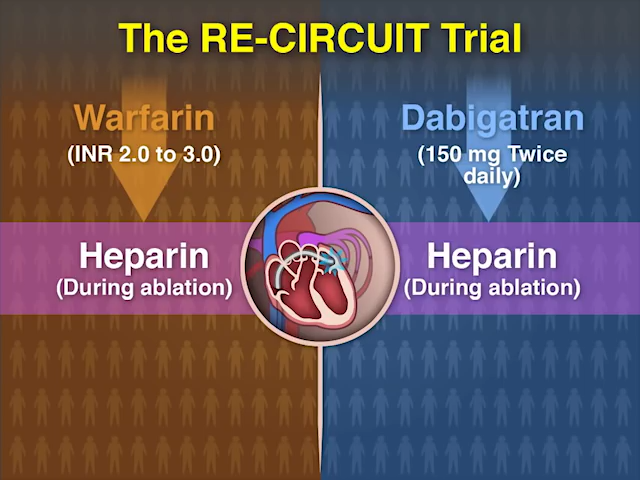 The RE-CIRCUIT Trial
Warfarin
(INR 2.0 to 3.0)
Dabigatran
(150 mg Twice
daily)
Heparin
(During ablation)
Heparin
(During ablation)